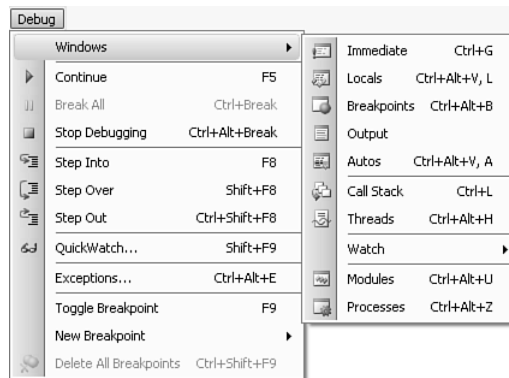 Debug
Windows
Continue F5
Break All Ctrl+Break
Stop Debugging Ctrl+Alt+Break
Step Into F8
Step Over Shift+F8
Step Out Ctrl+Shift+F8
QuickWatch... Shift+F9
Exceptions... Ctrl+Alt+E
Toggle Breakpoint F9
New Breakpoint
Delete All Breakpoints Ctrl+Shift+F9
Immediate Ctrl+G
Locals Ctrl+Alt+V, L
Breakpoints Ctrl+Alt+B
Output
Autos Ctrl+Alt+V, A
Call Stack Ctrl+L
Threads Ctrl+Alt+H
Watch
Modules Ctrl+Alt+U
Processes Ctrl+Alt+Z